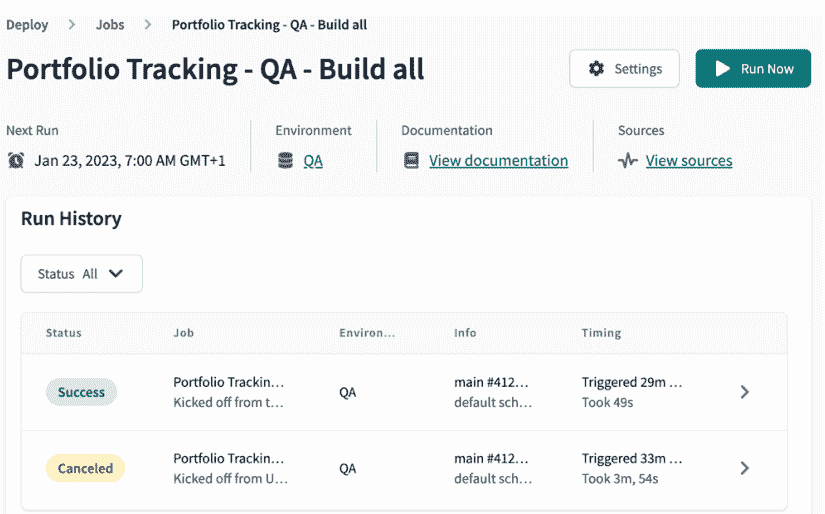 Deploy > Jobs > Portfolio Tracking - QA - Build all
Portfolio Tracking - QA - Build all
Settings
Run Now
Next Run
Environment
Documentation
Sources
Jan 23, 2023, 7:00 AM GMT+1
QA
View documentation
View sources
Run History
Status All
Status Job Environ... Info Timing
Success
Portfolio Trackin...
Kicked off from t...
QA
main #412...
default sch...
Triggered 29m ...
Took 49s
Canceled
Portfolio Trackin...
Kicked off from U...
QA
main #412...
default sch...
Triggered 33m ...
Took 3m, 54s